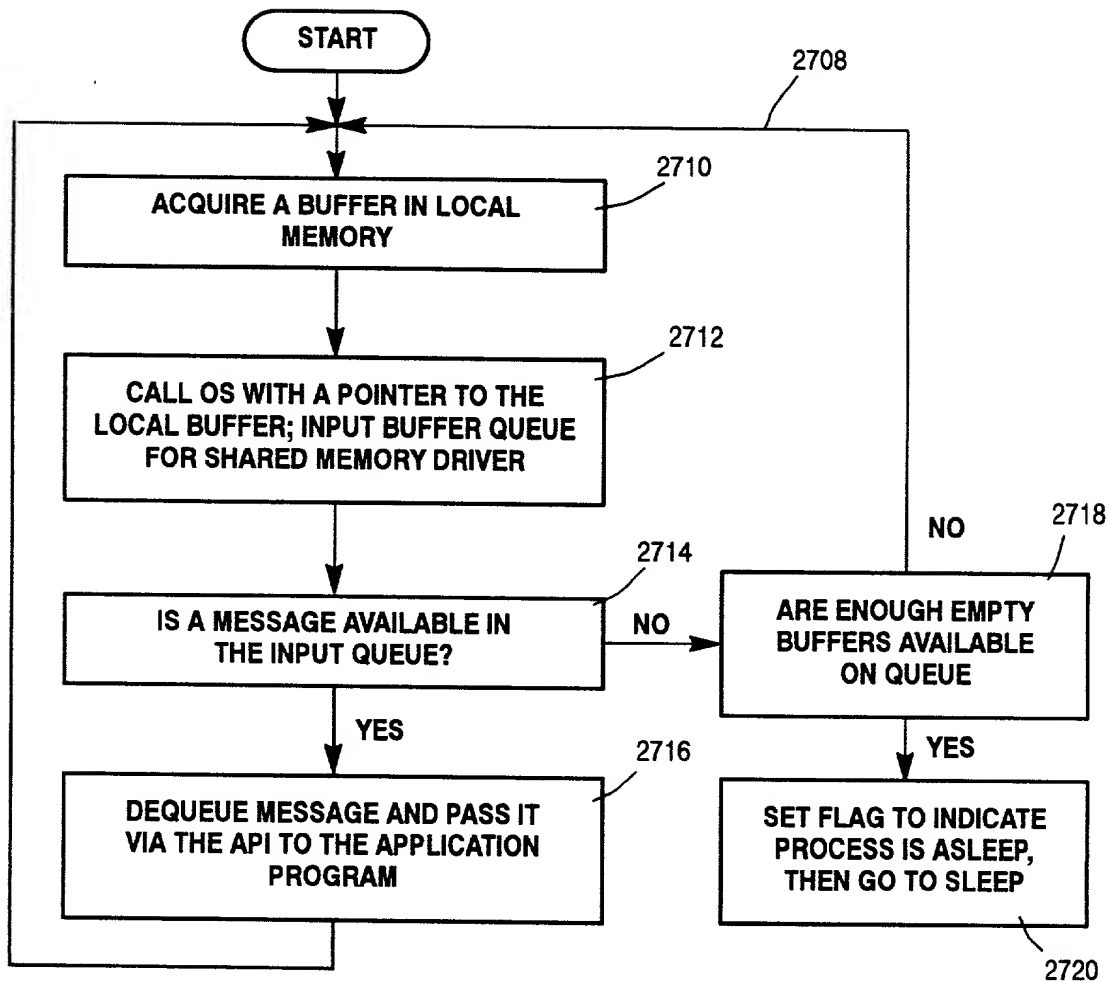 START
2708
2710
ACQUIRE A BUFFER IN LOCAL
MEMORY
2712
CALL OS WITH A POINTER TO THE
LOCAL BUFFER; INPUT BUFFER QUEUE
FOR SHARED MEMORY DRIVER
2714
IS A MESSAGE AVAILABLE IN
THE INPUT QUEUE?
NO
NO
2718
ARE ENOUGH EMPTY
BUFFERS AVAILABLE
ON QUEUE
YES
2716
DEQUEUE MESSAGE AND PASS IT
VIA THE API TO THE APPLICATION
PROGRAM
YES
SET FLAG TO INDICATE
PROCESS IS ASLEEP,
THEN GO TO SLEEP
2720